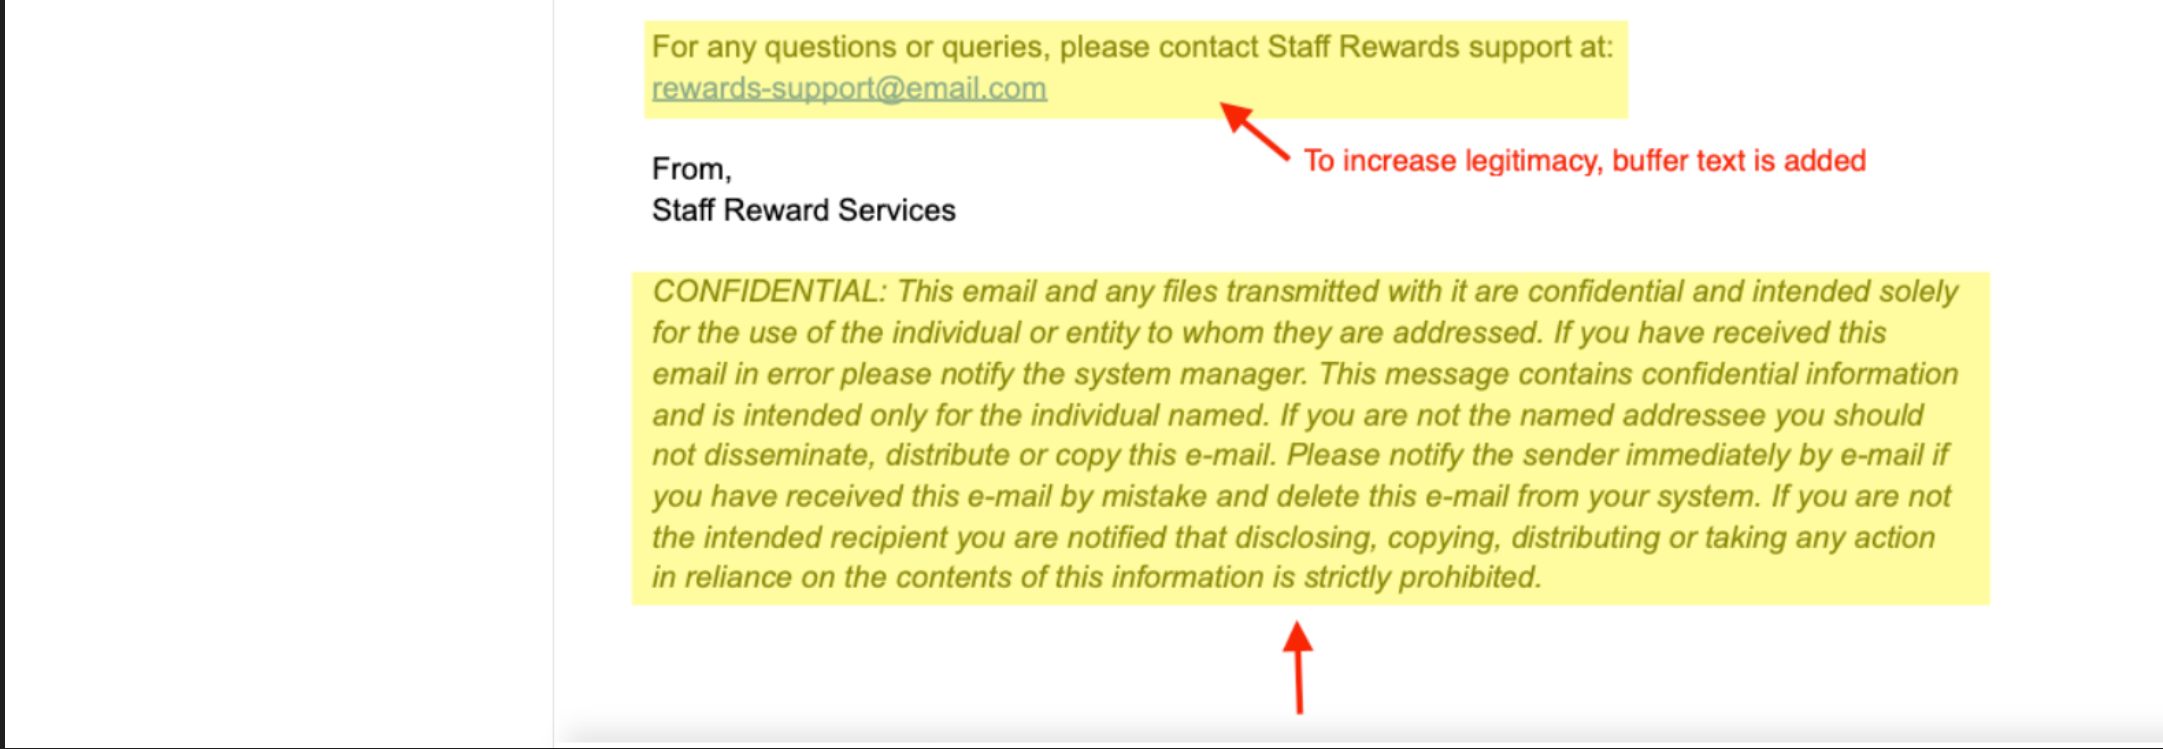 For any questions or queries, please contact Staff Rewards support at:
rewards-support@email.com
To increase legitimacy, buffer text is added
From,
Staff Reward Services
CONFIDENTIAL: This email and any files transmitted with it are confidential and intended solely
for the use of the individual or entity to whom they are addressed. If you have received this
email in error please notify the system manager. This message contains confidential information
and is intended only for the individual named. If you are not the named addressee you should
not disseminate, distribute or copy this e-mail. Please notify the sender immediately by e-mail if
you have received this e-mail by mistake and delete this e-mail from your system. If you are not
the intended recipient you are notified that disclosing, copying, distributing or taking any action
in reliance on the contents of this information is strictly prohibited.